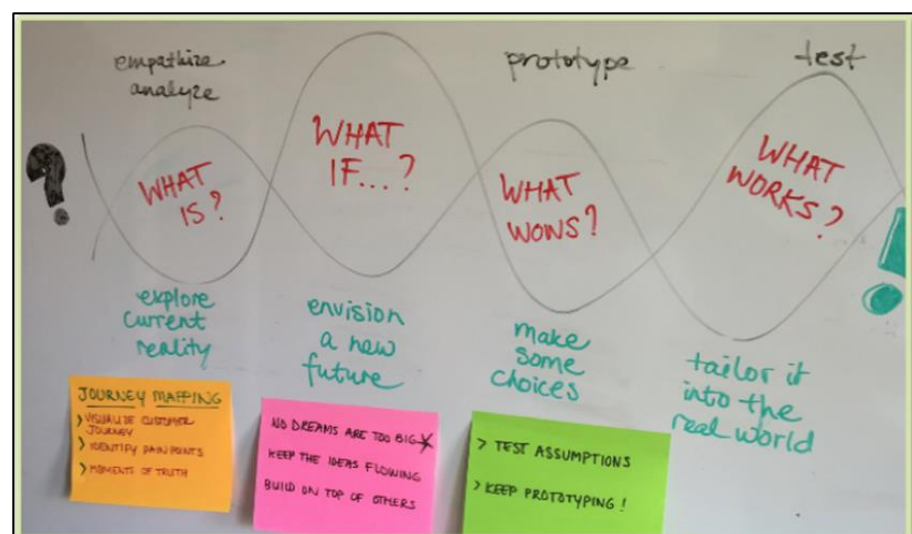 empathize
analyze
prototype
test
?
WHAT
IS?
WHAT
IF...?
WHAT
WOWS?
WHAT
WORKS?
!
explore
current
reality
envision
a new
future
make
some
choices
tailor it
into the
real world
JOURNEY MAPPING
> VISUALIZE CUSTOMER
JOURNEY
> IDENTIFY PAINPOINTS
> MOMENTS OF TRUTH
NO DREAMS ARE TOO BIG
KEEP THE IDEAS FLOWING
BUILD ON TOP OF OTHERS
> TEST ASSUMPTIONS
> KEEP PROTOTYPING!